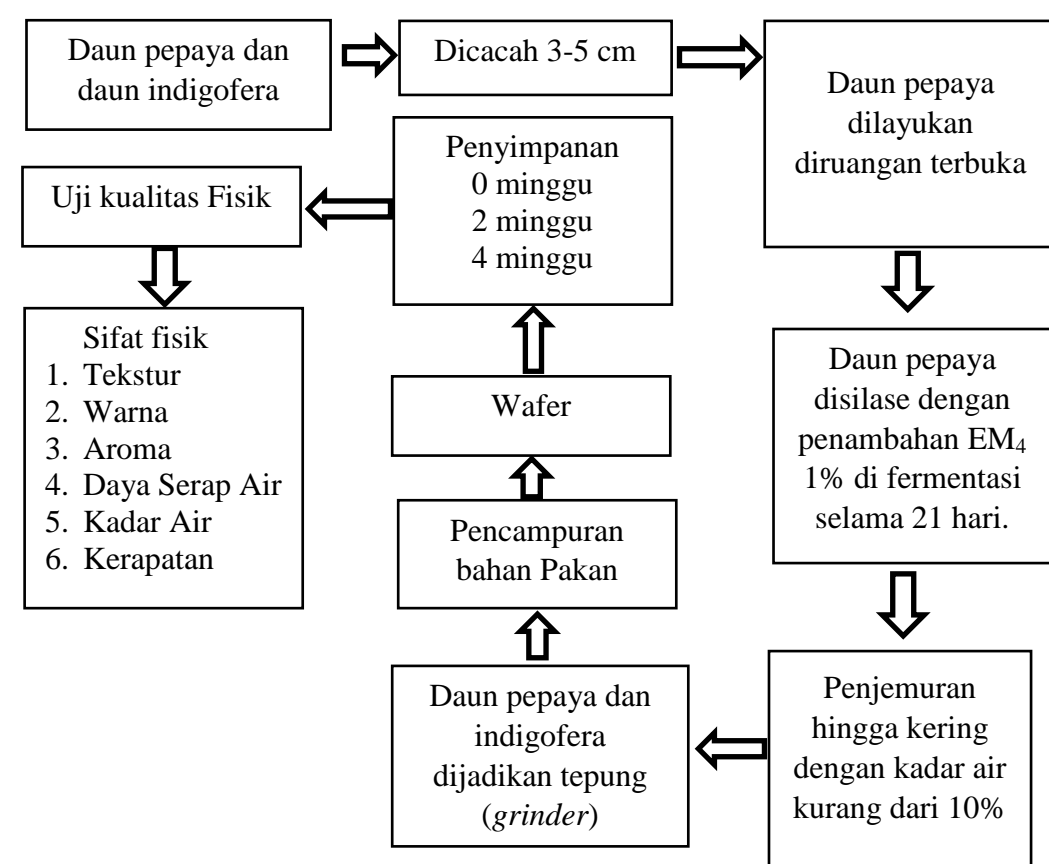 Daun pepaya dan
daun indigofera
Dicacah 3-5 cm
Daun pepaya
dilayukan
diruangan terbuka
Daun pepaya
disilase dengan
penambahan EM₄
1% di fermentasi
selama 21 hari.
Penjemuran
hingga kering
dengan kadar air
kurang dari 10%
Daun pepaya dan
indigofera
dijadikan tepung
(grinder)
Pencampuran
bahan Pakan
Wafer
Penyimpanan
0 minggu
2 minggu
4 minggu
Uji kualitas Fisik
Sifat fisik
1. Tekstur
2. Warna
3. Aroma
4. Daya Serap Air
5. Kadar Air
6. Kerapatan